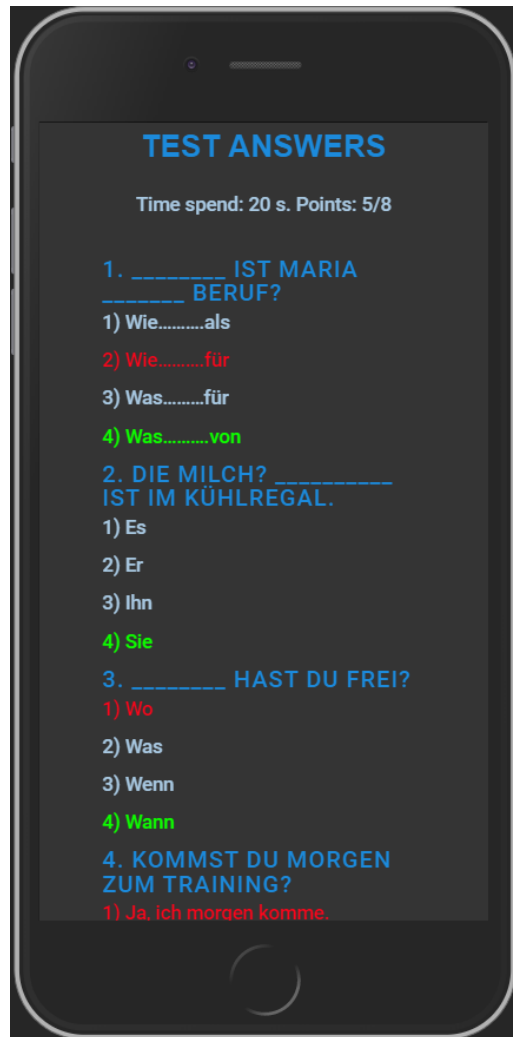 TEST ANSWERS
Time spend: 20 s. Points: 5/8
1. ________ IST MARIA
_______ BERUF?
1) Wie..........als
2) Wie..........für
3) Was.........für
4) Was..........von
2. DIE MILCH? __________
IST IM KÜHLREGAL.
1) Es
2) Er
3) Ihn
4) Sie
3. ________ HAST DU FREI?
1) Wo
2) Was
3) Wenn
4) Wann
4. KOMMST DU MORGEN
ZUM TRAINING?
1) Ja, ich morgen komme.